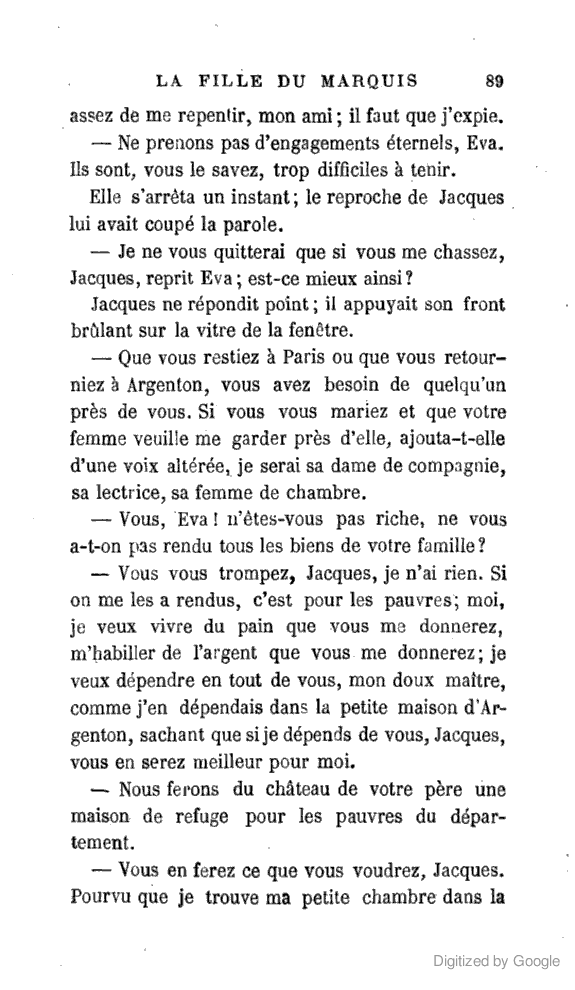 LA FILLE DU MARQUIS 89
assez de me repentir, mon ami ; il faut que j'expie.
— Ne prenons pas d'engagements éternels, Eva.
Ils sont, vous le savez, trop difficiles à tenir.
Elle s'arrêta un instant ; le reproche de Jacques
lui avait coupé la parole.
— Je ne vous quitterai que si vous me chassez,
Jacques, reprit Eva ; est-ce mieux ainsi ?
Jacques ne répondit point ; il appuyait son front
brûlant sur la vitre de la fenêtre.
— Que vous restiez à Paris ou que vous retour-
niez à Argenton, vous avez besoin de quelqu'un
près de vous. Si vous vous mariez et que votre
femme veuille me garder près d'elle, ajouta-t-elle
d'une voix altérée, je serai sa dame de compagnie,
sa lectrice, sa femme de chambre.
— Vous, Eva ! n'êtes-vous pas riche, ne vous
a-t-on pas rendu tous les biens de votre famille ?
— Vous vous trompez, Jacques, je n'ai rien. Si
on me les a rendus, c'est pour les pauvres ; moi,
je veux vivre du pain que vous me donnerez,
m'habiller de l'argent que vous me donnerez ; je
veux dépendre en tout de vous, mon doux maître,
comme j'en dépendais dans la petite maison d'Ar-
genton, sachant que si je dépends de vous, Jacques,
vous en serez meilleur pour moi.
— Nous ferons du château de votre père une
maison de refuge pour les pauvres du dépar-
tement.
— Vous en ferez ce que vous voudrez, Jacques.
Pourvu que je trouve ma petite chambre dans la
Digitized by Google